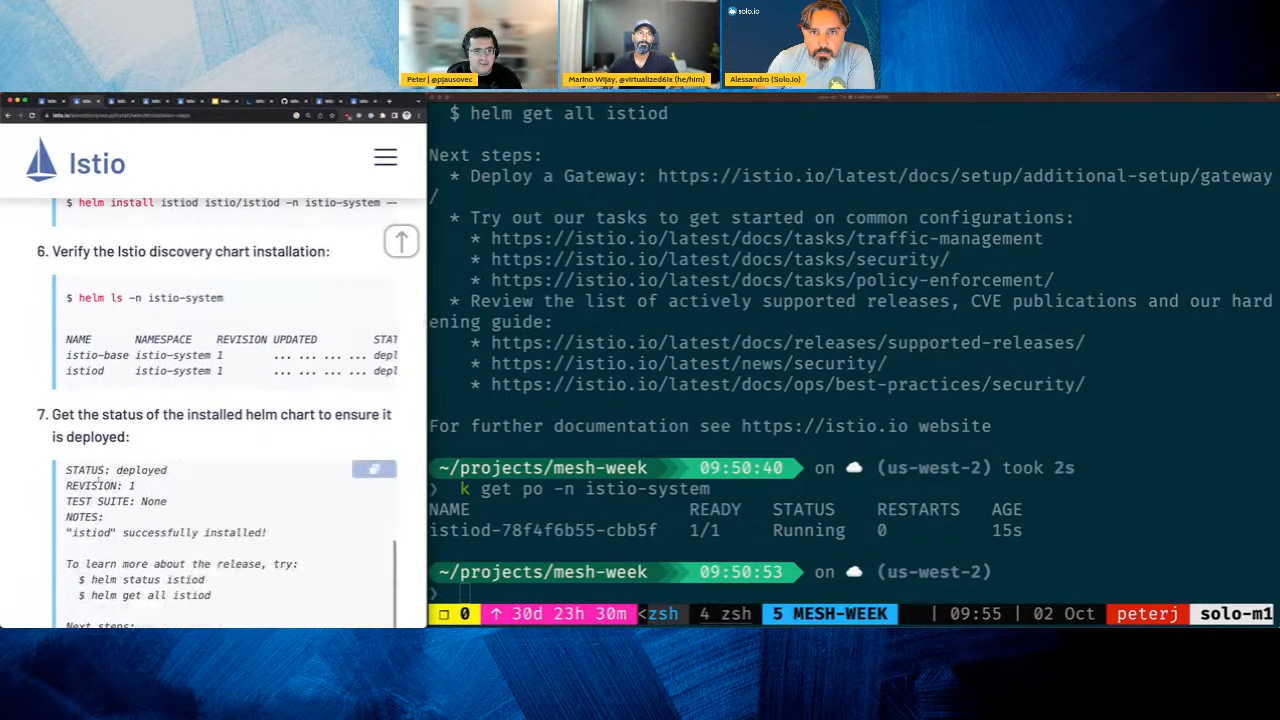 solo.io
Peter | @pjausovec
Marino Wijay, @virtualized6ix (he/him)
Alessandro (Solo.io)
Istio
$ helm install istiod istio/istiod -n istio-system —
6. Verify the Istio discovery chart installation:
$ helm ls -n istio-system
NAME NAMESPACE REVISION UPDATED STAT
istio-base istio-system 1 ... ... ... ... depl
istiod istio-system 1 ... ... ... ... depl
7. Get the status of the installed helm chart to ensure it
is deployed:
STATUS: deployed
REVISION: 1
TEST SUITE: None
NOTES:
"istiod" successfully installed!
To learn more about the release, try:
$ helm status istiod
$ helm get all istiod
Next steps:
$ helm get all istiod
Next steps:
* Deploy a Gateway: https://istio.io/latest/docs/setup/additional-setup/gateway
/
* Try out our tasks to get started on common configurations:
* https://istio.io/latest/docs/tasks/traffic-management
* https://istio.io/latest/docs/tasks/security/
* https://istio.io/latest/docs/tasks/policy-enforcement/
* Review the list of actively supported releases, CVE publications and our hard
ening guide:
* https://istio.io/latest/docs/releases/supported-releases/
* https://istio.io/latest/news/security/
* https://istio.io/latest/docs/ops/best-practices/security/
For further documentation see https://istio.io website
~/projects/mesh-week 09:50:40 on (us-west-2) took 2s
❯ k get po -n istio-system
NAME READY STATUS RESTARTS AGE
istiod-78f4f6b55-cbb5f 1/1 Running 0 15s
~/projects/mesh-week 09:50:53 on (us-west-2)
❯
❐ 0 ↑ 30d 23h 30m <zsh 4 zsh 5 MESH-WEEK | 09:55 | 02 Oct peterj solo-m1